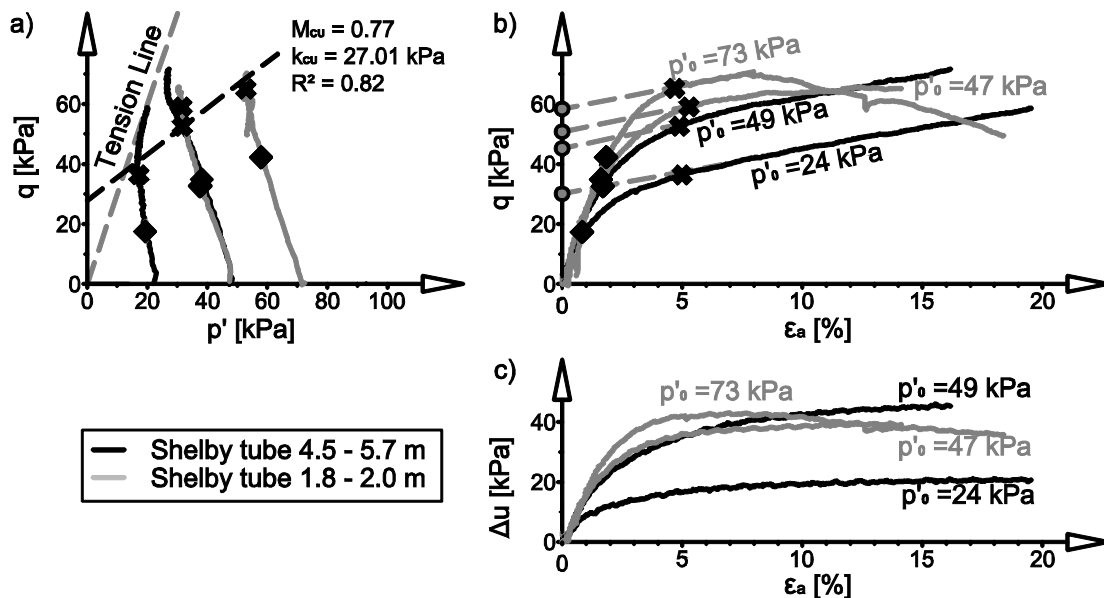 a)
Tension Line
M_cu = 0.77
k_cu = 27.01 kPa
R² = 0.82
q [kPa]
60
40
20
0
0 20 40 60 80 100
p' [kPa]
b)
p'₀ =73 kPa
p'₀ =47 kPa
p'₀ =49 kPa
p'₀ =24 kPa
q [kPa]
60
40
20
0
0 5 10 15 20
εₐ [%]
Shelby tube 4.5 - 5.7 m
Shelby tube 1.8 - 2.0 m
c)
p'₀ =73 kPa
p'₀ =49 kPa
p'₀ =47 kPa
p'₀ =24 kPa
Δu [kPa]
40
20
0
0 5 10 15 20
εₐ [%]